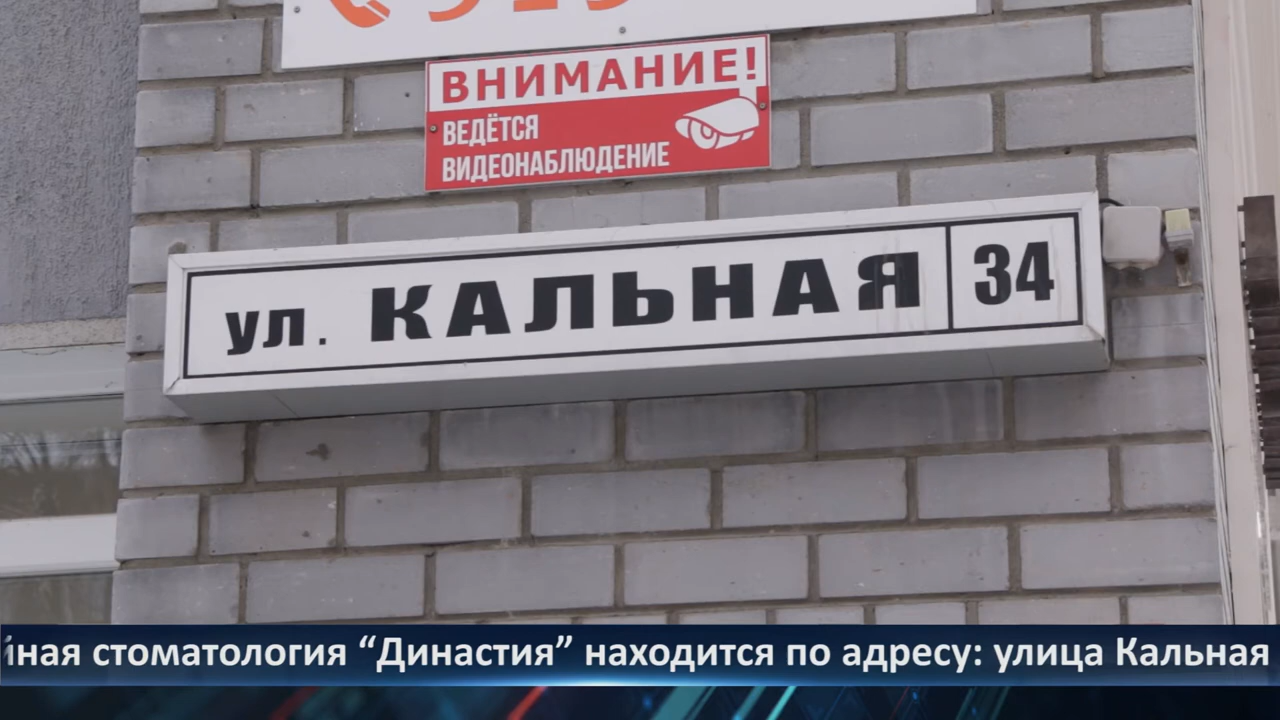 ВНИМАНИЕ!
ВЕДЁТСЯ
ВИДЕОНАБЛЮДЕНИЕ
ул. КАЛЬНАЯ 34
стоматология “Династия” находится по адресу: улица Кальная